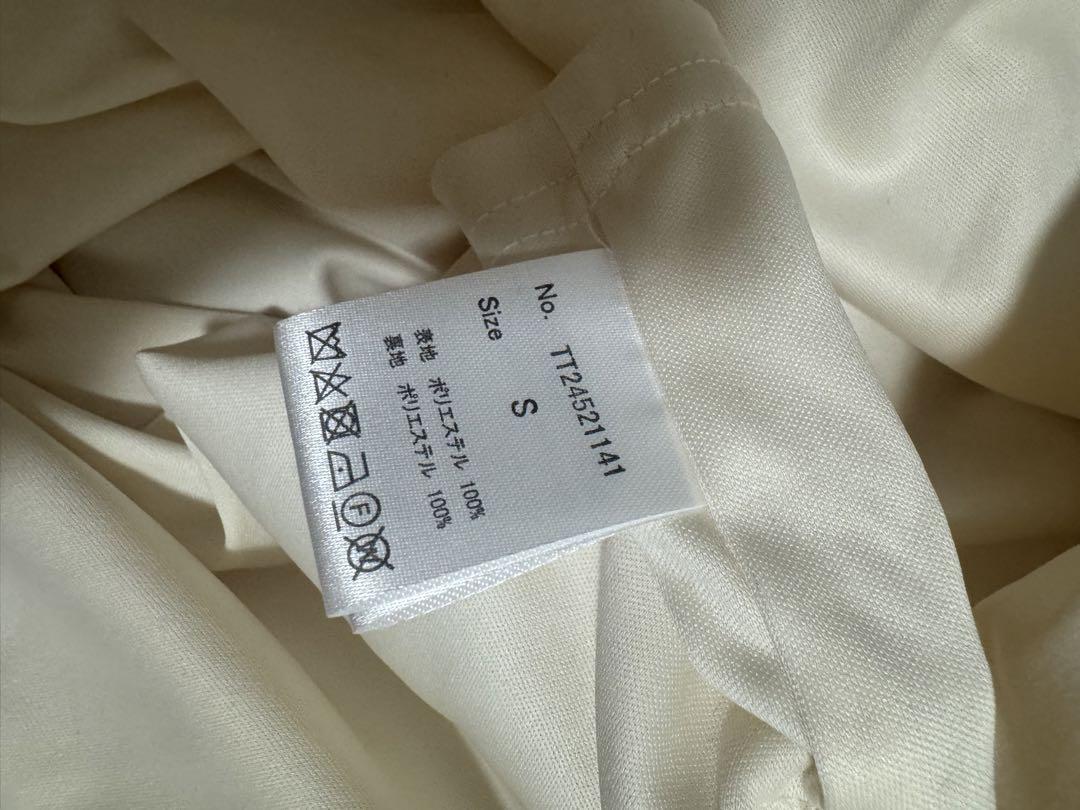 No. TT24521141
Size S
表地 ポリエステル 100%
裏地 ポリエステル 100%
F
W